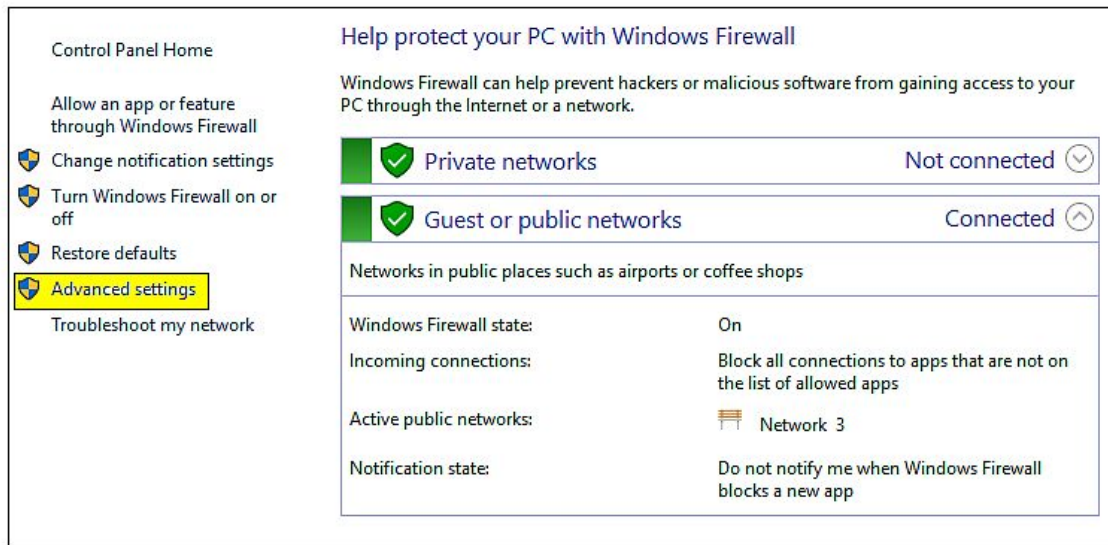 Control Panel Home
Allow an app or feature
through Windows Firewall
Change notification settings
Turn Windows Firewall on or
off
Restore defaults
Advanced settings
Troubleshoot my network
Help protect your PC with Windows Firewall
Windows Firewall can help prevent hackers or malicious software from gaining access to your
PC through the Internet or a network.
Private networks Not connected
Guest or public networks Connected
Networks in public places such as airports or coffee shops
Windows Firewall state: On
Incoming connections: Block all connections to apps that are not on
the list of allowed apps
Active public networks: Network 3
Notification state: Do not notify me when Windows Firewall
blocks a new app